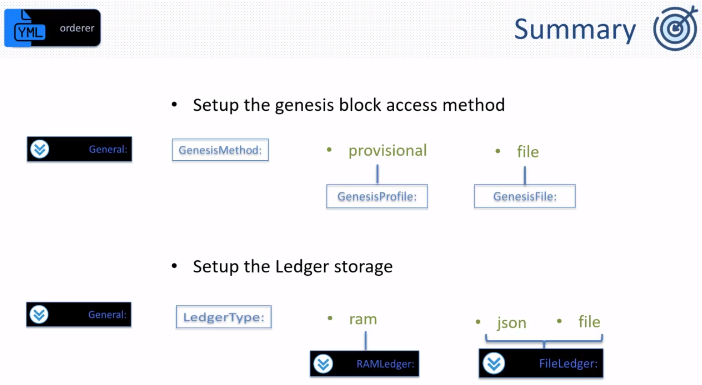 YML orderer
Summary
• Setup the genesis block access method
General: GenesisMethod: • provisional • file
GenesisProfile: GenesisFile:
• Setup the Ledger storage
General: LedgerType: • ram • json • file
RAMLedger: FileLedger: